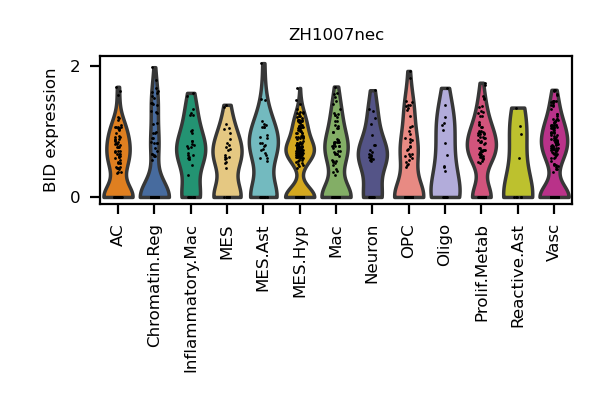 ZH1007nec
BID expression
2
0
AC
Chromatin.Reg
Inflammatory.Mac
MES
MES.Ast
MES.Hyp
Mac
Neuron
OPC
Oligo
Prolif.Metab
Reactive.Ast
Vasc